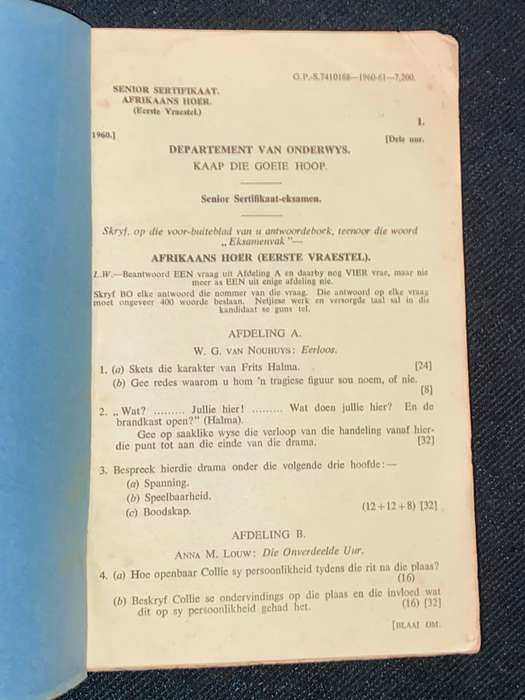 G.P.-S.7410168—1960-61—7,200.
SENIOR SERTIFIKAAT.
AFRIKAANS HOER.
(Eerste Vraestel.)
1.
1960.]
[Drie uur.
DEPARTEMENT VAN ONDERWYS.
KAAP DIE GOEIE HOOP.
Senior Sertifikaat-eksamen.
Skryf, op die voor-buiteblad van u antwoordeboek, teenoor die woord
„Eksamenvak"—
AFRIKAANS HOER (EERSTE VRAESTEL).
L.W.—Beantwoord EEN vraag uit Afdeling A en daarby nog VIER vrae, maar nie
meer as EEN uit enige afdeling nie.
Skryf BO elke antwoord die nommer van die vraag. Die antwoord op elke vraag
moet ongeveer 400 woorde beslaan. Netjiese werk en versorgde taal sal in die
kandidaat se guns tel.
AFDELING A.
W. G. VAN NOUHUYS: Eerloos.
1. (a) Skets die karakter van Frits Halma. [24]
(b) Gee redes waarom u hom 'n tragiese figuur sou noem, of nie.
[8]
2. „Wat? ......... Jullie hier! ......... Wat doen jullie hier? En de
brandkast open?" (Halma).
Gee op saaklike wyse die verloop van die handeling vanaf hier-
die punt tot aan die einde van die drama. [32]
3. Bespreek hierdie drama onder die volgende drie hoofde:—
(a) Spanning.
(b) Speelbaarheid.
(c) Boodskap. (12+12+8) [32]
AFDELING B.
ANNA M. LOUW: Die Onverdeelde Uur.
4. (a) Hoe openbaar Collie sy persoonlikheid tydens die rit na die plaas?
(16)
(b) Beskryf Collie se ondervindings op die plaas en die invloed wat
dit op sy persoonlikheid gehad het. (16) [32]
[BLAAI OM.